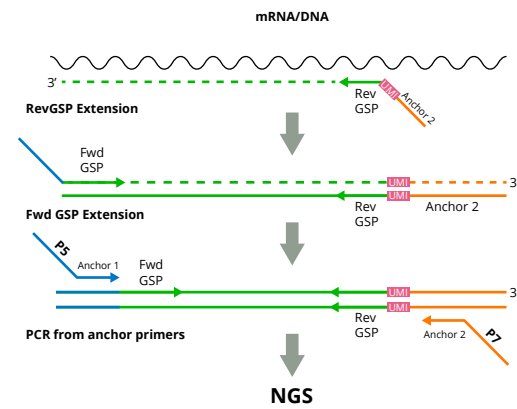 mRNA/DNA
3’
Rev
GSP
UMI
Anchor 2
RevGSP Extension
Fwd
GSP
UMI
3
UMI
Rev
GSP
Anchor 2
Fwd GSP Extension
P5
Anchor 1
Fwd
GSP
UMI
3
UMI
Rev
GSP
Anchor 2
P7
PCR from anchor primers
NGS